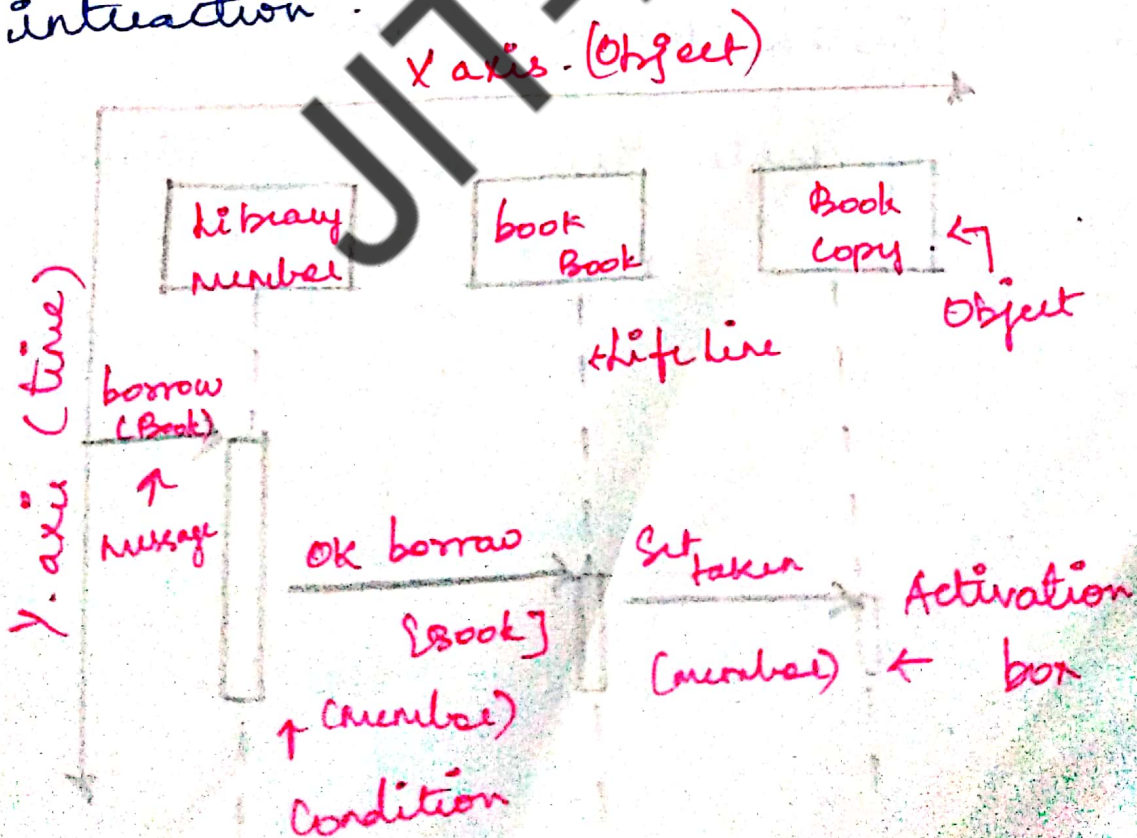 intuaction.
X axis. (Object)
Library
member
book
Book
Book
copy
Object
Life line
Y. axis (time)
borrow
(Book)
message
OK borrow
[Book]
(member)
Condition
Set
taken
(member)
Activation
box